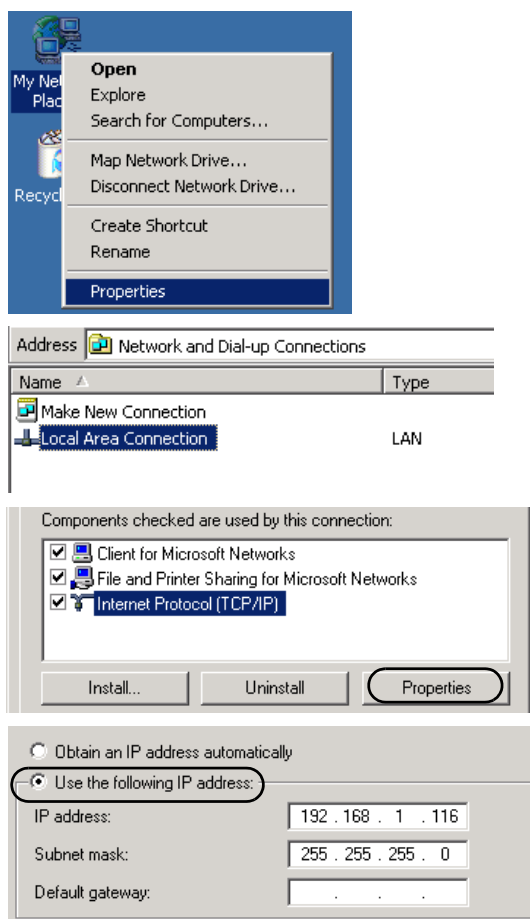 My Ne
Plac
Recycl
Open
Explore
Search for Computers...
Map Network Drive...
Disconnect Network Drive...
Create Shortcut
Rename
Properties
Address Network and Dial-up Connections
Name Type
Make New Connection
Local Area Connection LAN
Components checked are used by this connection:
Client for Microsoft Networks
File and Printer Sharing for Microsoft Networks
Internet Protocol (TCP/IP)
Install... Uninstall Properties
Obtain an IP address automatically
Use the following IP address:
IP address: 192 . 168 . 1 . 116
Subnet mask: 255 . 255 . 255 . 0
Default gateway: . . .